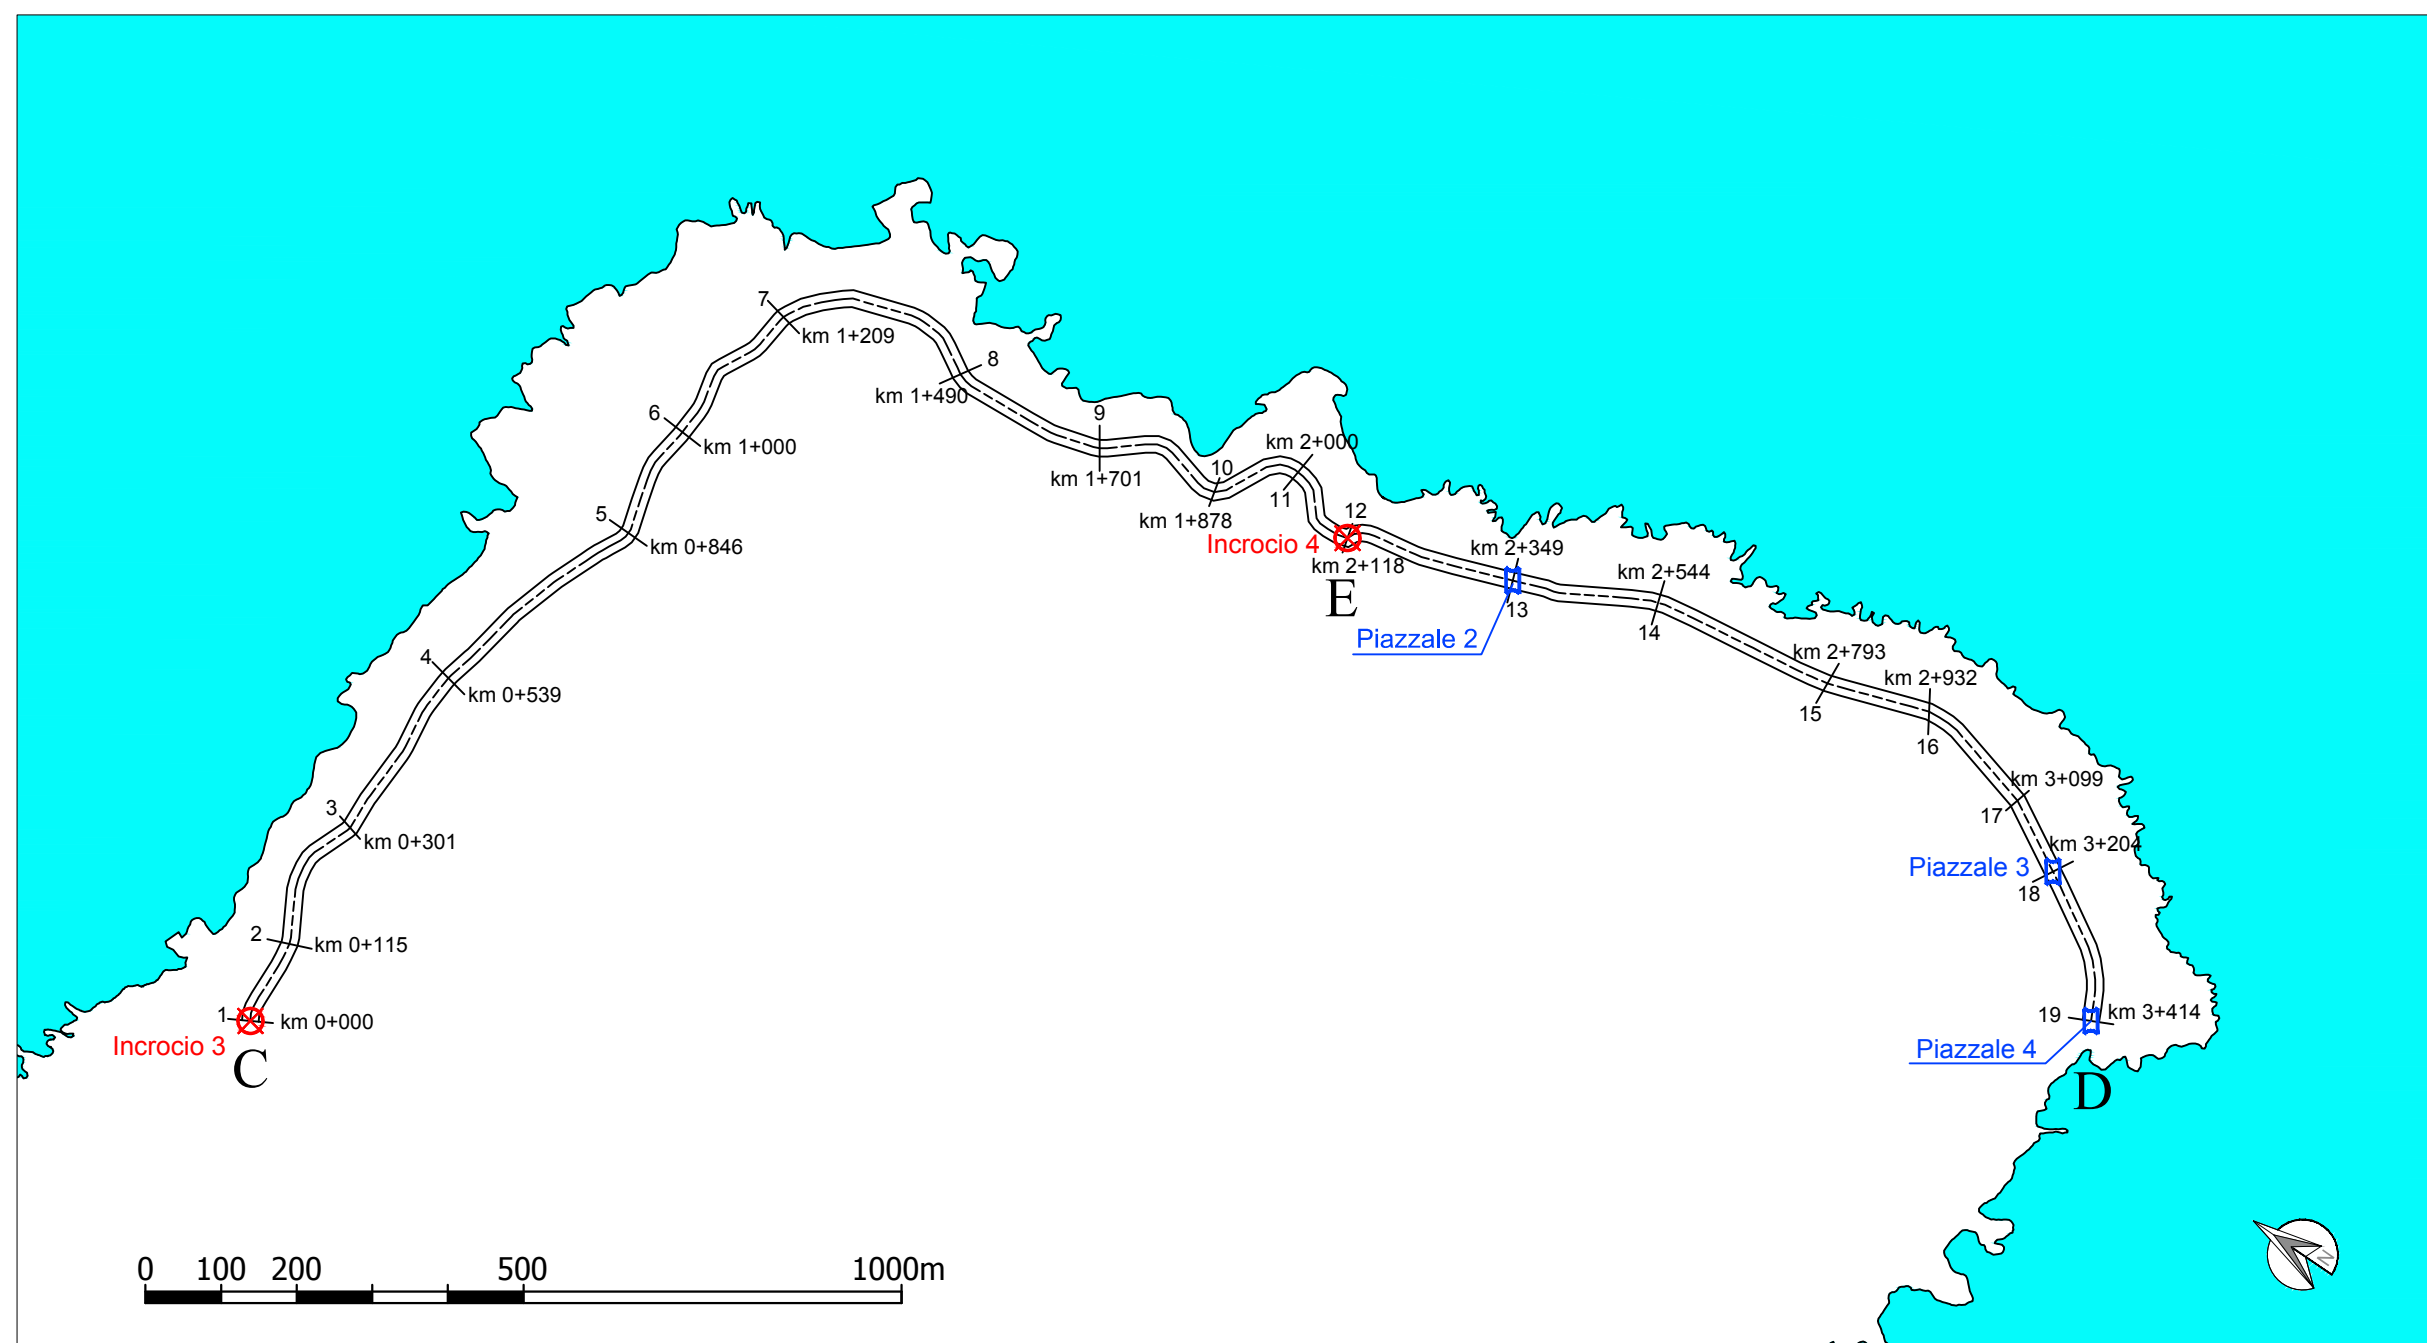 7
km 1+209
8
km 1+490
6
km 1+000
9
km 1+701
km 2+000
10
11
km 1+878
5
km 0+846
12
Incrocio 4
km 2+118
E
km 2+349
13
Piazzale 2
km 2+544
14
4
km 0+539
km 2+793
15
km 2+932
16
3
km 0+301
km 3+099
17
km 3+204
Piazzale 3
18
2
km 0+115
1
km 0+000
Incrocio 3
C
19
km 3+414
Piazzale 4
D
N
0 100 200 500 1000m